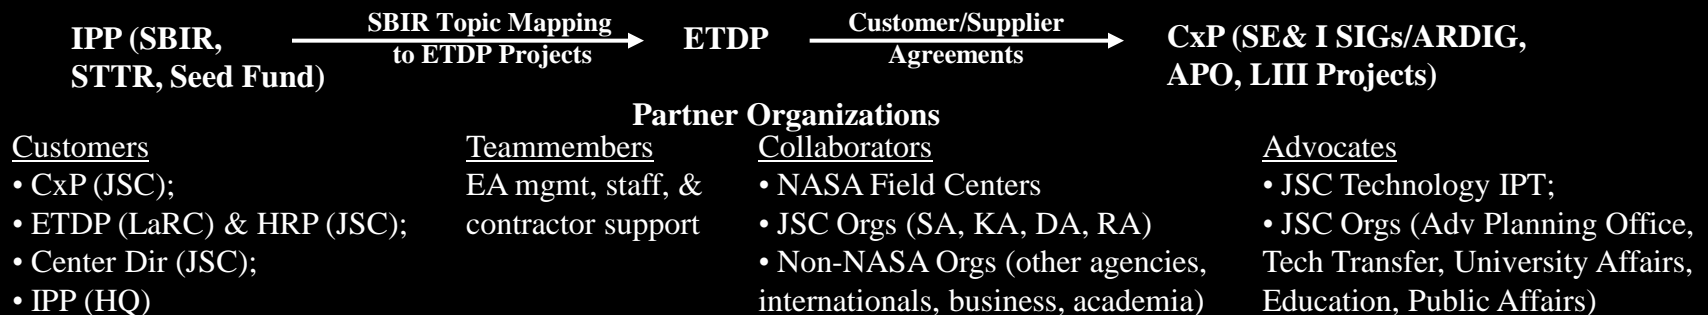 IPP (SBIR,
STTR, Seed Fund)
SBIR Topic Mapping
to ETDP Projects
ETDP
Customer/Supplier
Agreements
CxP (SE& I SIGs/ARDIG,
APO, LIII Projects)
Partner Organizations
Customers
• CxP (JSC);
• ETDP (LaRC) & HRP (JSC);
• Center Dir (JSC);
• IPP (HQ)
Teammembers
EA mgmt, staff, &
contractor support
Collaborators
• NASA Field Centers
• JSC Orgs (SA, KA, DA, RA)
• Non-NASA Orgs (other agencies,
internationals, business, academia)
Advocates
• JSC Technology IPT;
• JSC Orgs (Adv Planning Office,
Tech Transfer, University Affairs,
Education, Public Affairs)